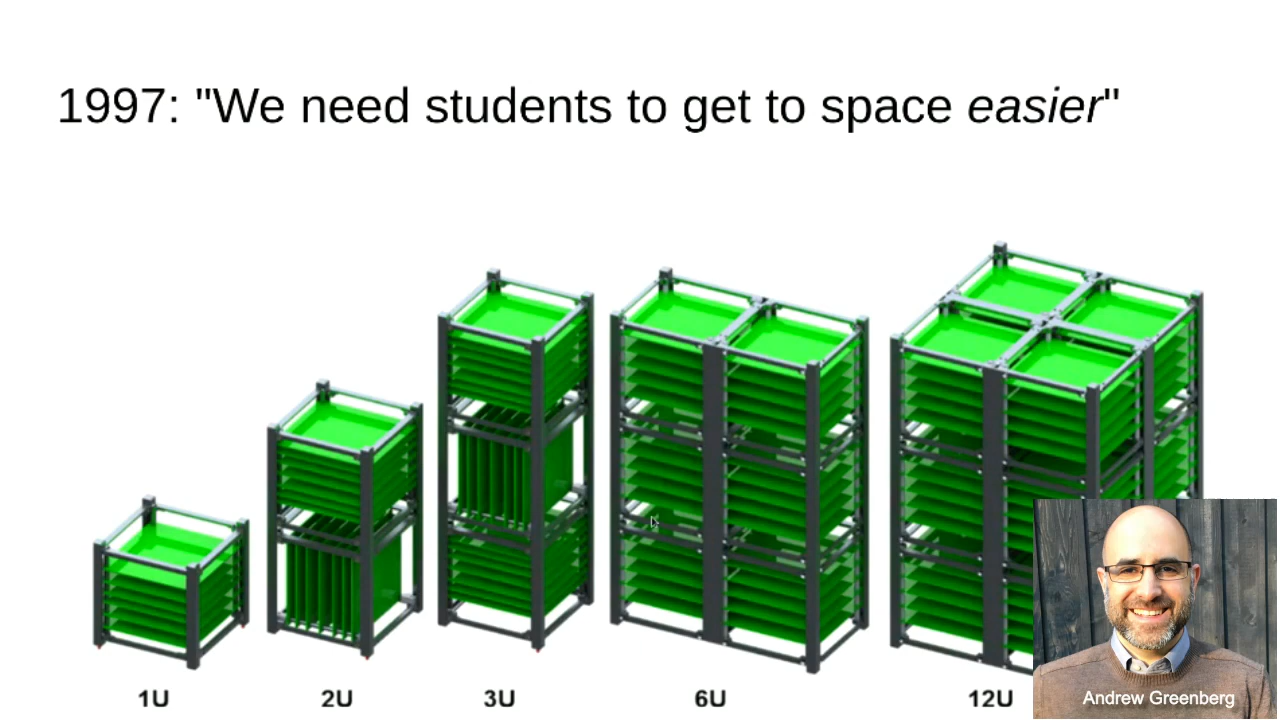 1997: "We need students to get to space easier"
1U
2U
3U
6U
12U
Andrew Greenberg